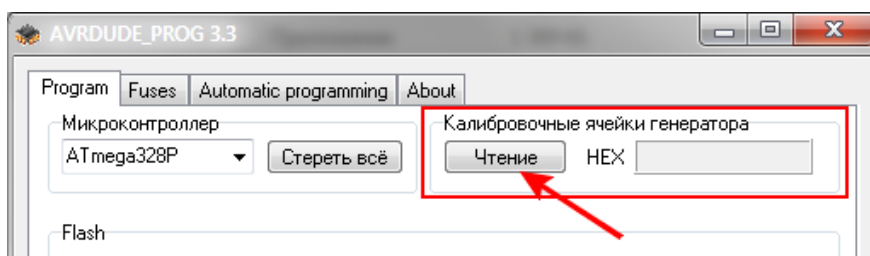 AVRDUDE_PROG 3.3
Program Fuses Automatic programming About
Микроконтроллер Калибровочные ячейки генератора
ATmega328P Стереть всё Чтение HEX
Flash